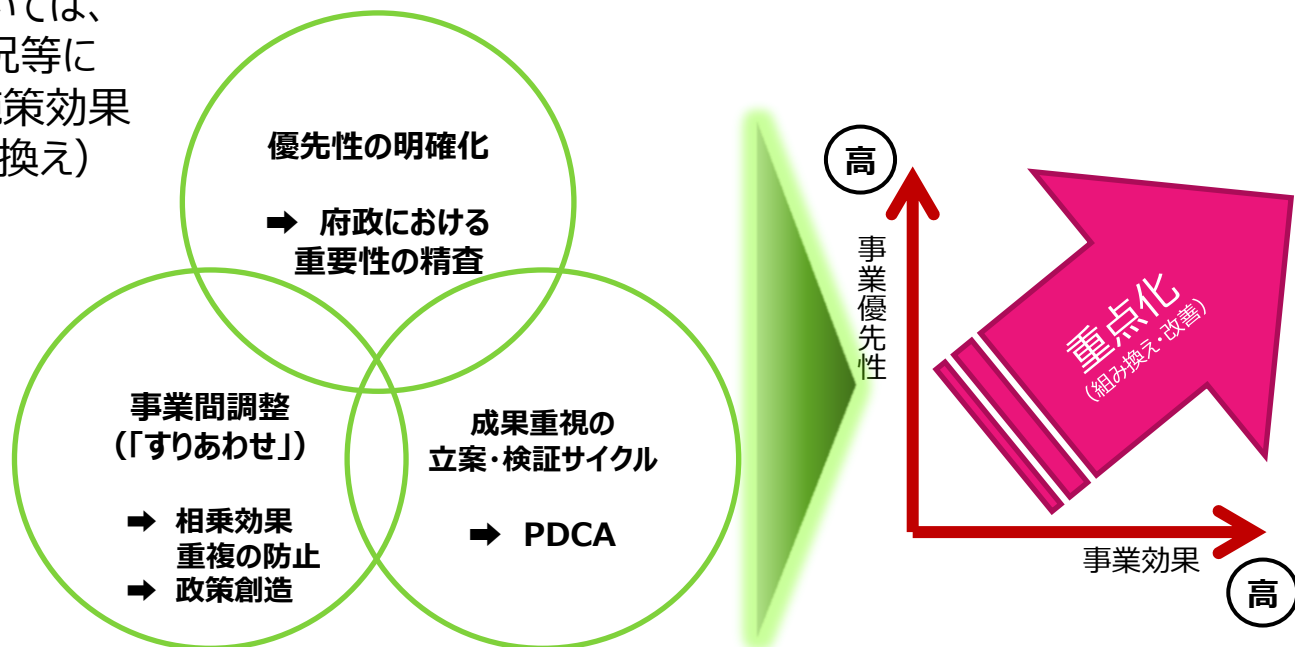 いては、
況等に
施策効果
換え）
優先性の明確化
➡ 府政における
重要性の精査
事業間調整
（「すりあわせ」）
➡ 相乗効果
重複の防止
➡ 政策創造
成果重視の
立案・検証サイクル
➡ PDCA
高
事業優先性
重点化
（組み換え・改善）
事業効果
高